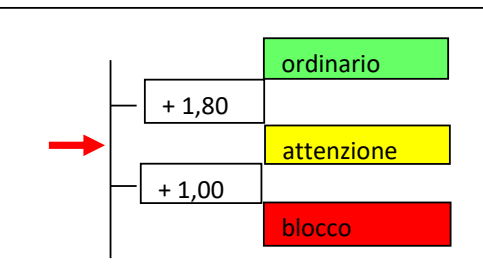 ordinario
+ 1,80
attenzione
+ 1,00
blocco